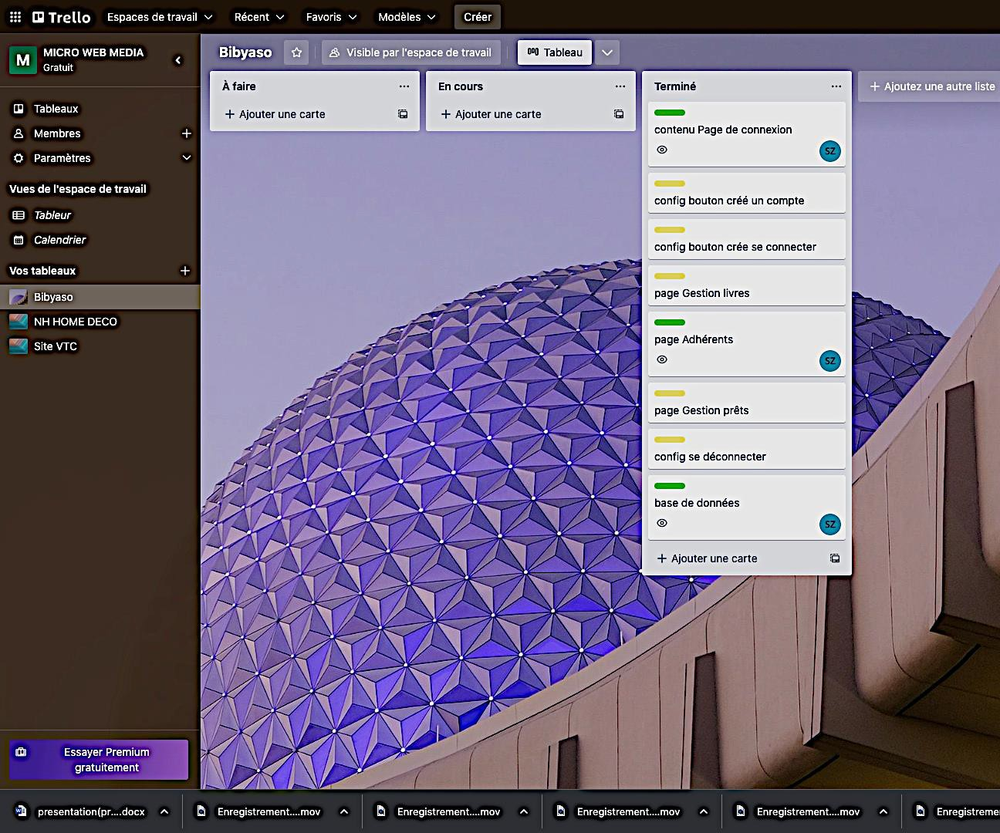 Trello
Espaces de travail
Récent
Favoris
Modèles
Créer
M
MICRO WEB MEDIA
Gratuit
Tableaux
Membres
Paramètres
Vues de l'espace de travail
Tableur
Calendrier
Vos tableaux
Bibyaso
NH HOME DECO
Site VTC
Essayer Premium
gratuitement
Bibyaso
Visible par l'espace de travail
Tableau
À faire
Ajouter une carte
En cours
Ajouter une carte
Terminé
contenu Page de connexion
SZ
config bouton créé un compte
config bouton crée se connecter
page Gestion livres
page Adhérents
SZ
page Gestion prêts
config se déconnecter
base de données
SZ
Ajouter une carte
Ajoutez une autre liste
presentation(pr....docx
Enregistrement....mov
Enregistrement....mov
Enregistrement....mov
Enregistrement....mov
Enregistreme